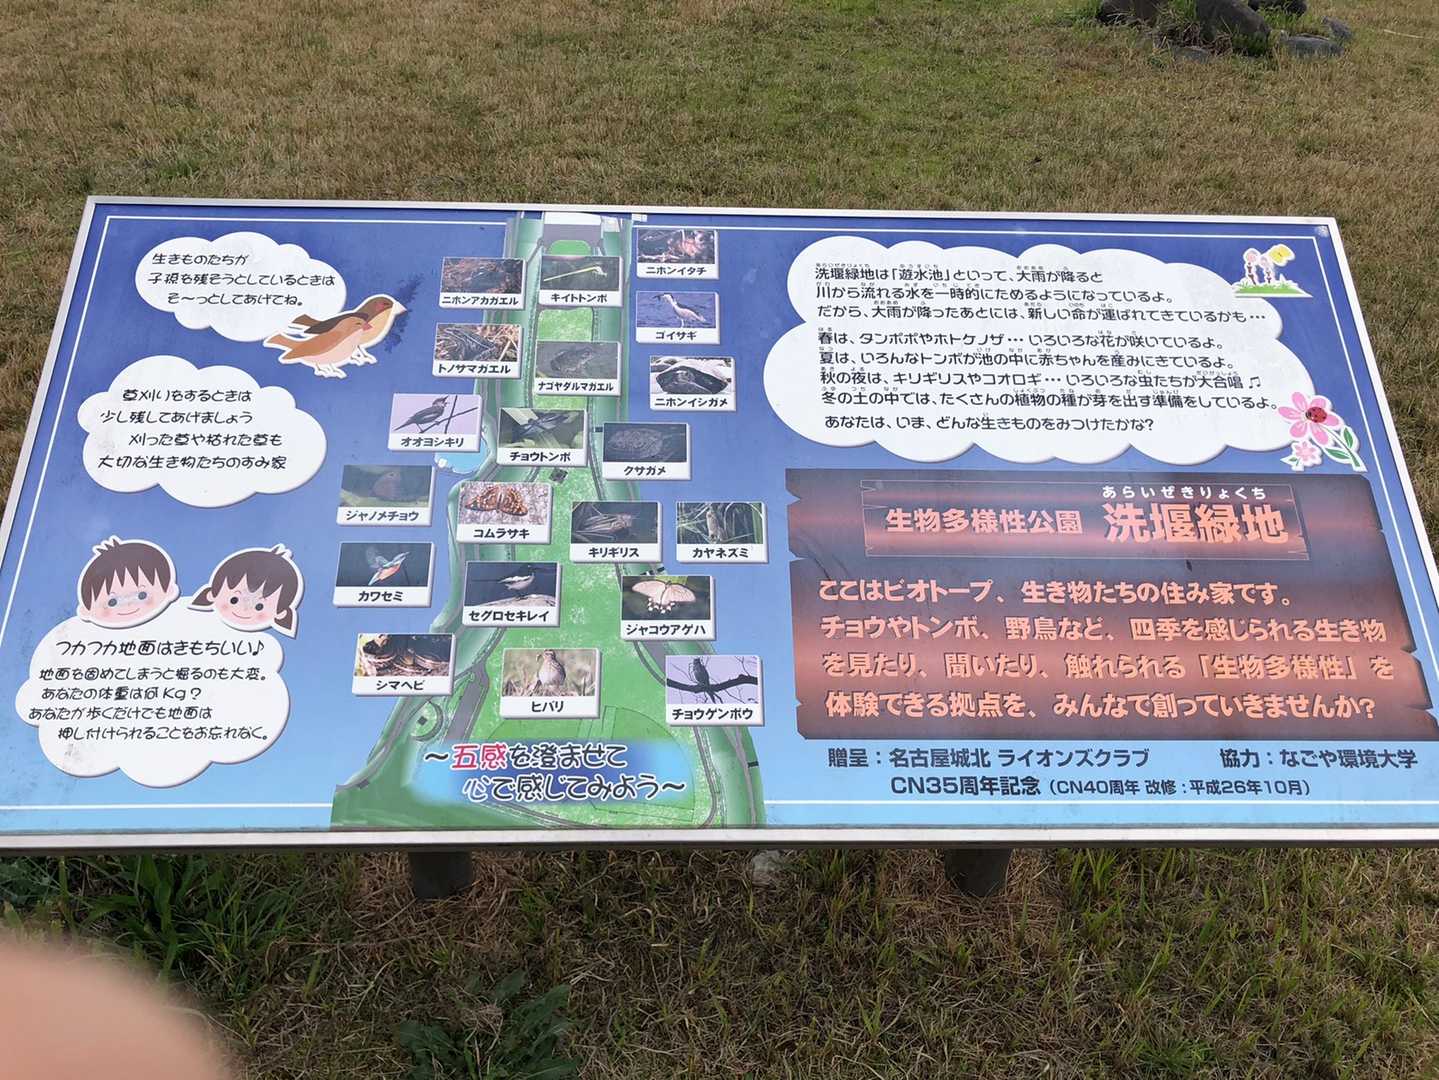 生きものたちが
子孫を残そうとしているときは
そ〜っとしてあげてね。
草刈りをするときは
少し残してあげましょう
刈った草や枯れた草も
大切な生き物たちのすみ家
フカフカ地面はきもちいい♪
地面を固めてしまうと掘るのも大変。
あなたの体重は何Kg?
あなたが歩くだけでも地面は
押し付けられることもお忘れなく。
ニホンイタチ
ニホンアカガエル
キイトトンボ
ゴイサギ
トノサマガエル
ナゴヤダルマガエル
ニホンイシガメ
オオヨシキリ
チョウトンボ
クサガメ
ジャノメチョウ
コムラサキ
キリギリス
カヤネズミ
カワセミ
セグロセキレイ
ジャコウアゲハ
シマヘビ
ヒバリ
チョウゲンボウ
〜五感を澄ませて
心で感じてみよう〜
洗堰緑地は「遊水池」といって、大雨が降ると
川から流れる水を一時的にためるようになっているよ。
だから、大雨が降ったあとには、新しい命が運ばれてきているかも…
春は、タンポポやホトケノザ…いろいろな花が咲いているよ。
夏は、いろんなトンボが池の中に赤ちゃんを産みにきているよ。
秋の夜は、キリギリスやコオロギ…いろいろな虫たちが大合唱♫
冬の土の中では、たくさんの植物の種が芽を出す準備をしているよ。
あなたは、いま、どんな生きものをみつけたかな?
あらいぜきりょくち
生物多様性公園 洗堰緑地
ここはビオトープ、生き物たちの住み家です。
チョウやトンボ、野鳥など、四季を感じられる生き物
を見たり、聞いたり、触れられる「生物多様性」を
体験できる拠点を、みんなで創っていきませんか?
贈呈:名古屋城北 ライオンズクラブ 協力:なごや環境大学
CN35周年記念(CN40周年 改修:平成26年10月)